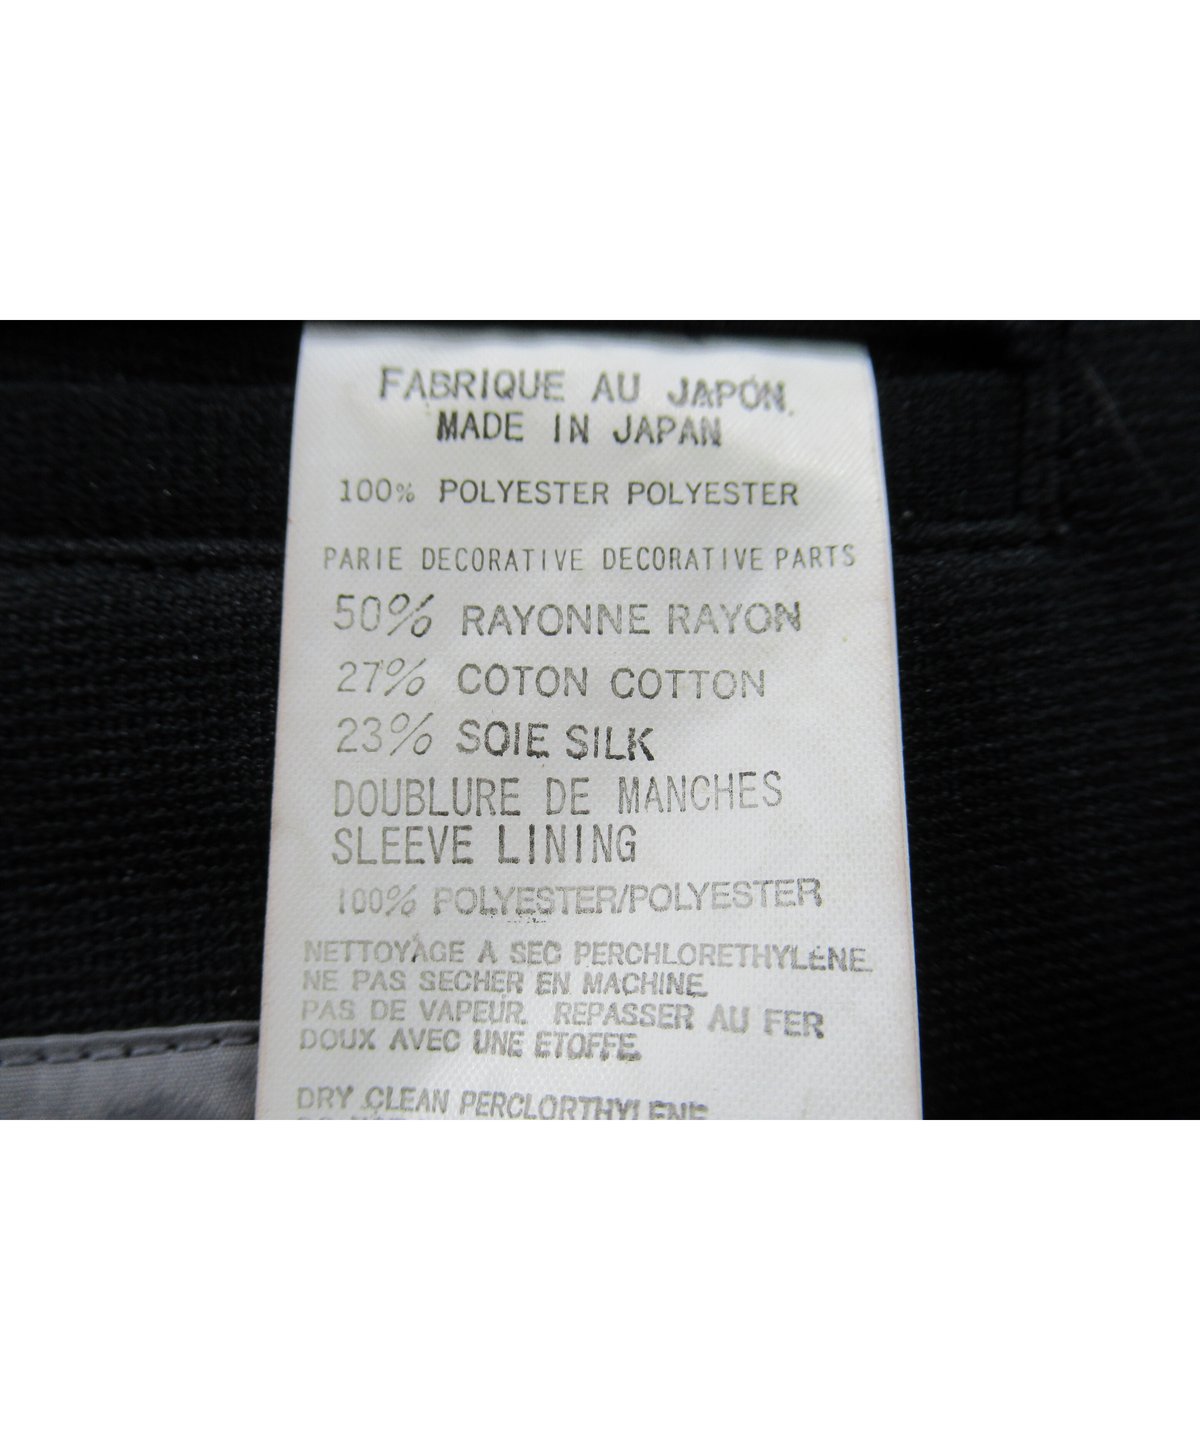 FABRIQUE AU JAPÓN.
MADE IN JAPAN
100% POLYESTER POLYESTER
PARIE DECORATIVE DECORATIVE PARTS
50% RAYONNE RAYON
27% COTON COTTON
23% SOIE SILK
DOUBLURE DE MANCHES
SLEEVE LINING
100% POLYESTER/POLYESTER
NETTOYAGE A SEC PERCHLORETHYLÈNE
NE PAS SECHER EN MACHINE
PAS DE VAPEUR. REPASSER AU FER
DOUX AVEC UNE ETOFFE.
DRY CLEAN PERCLORTHYLENE